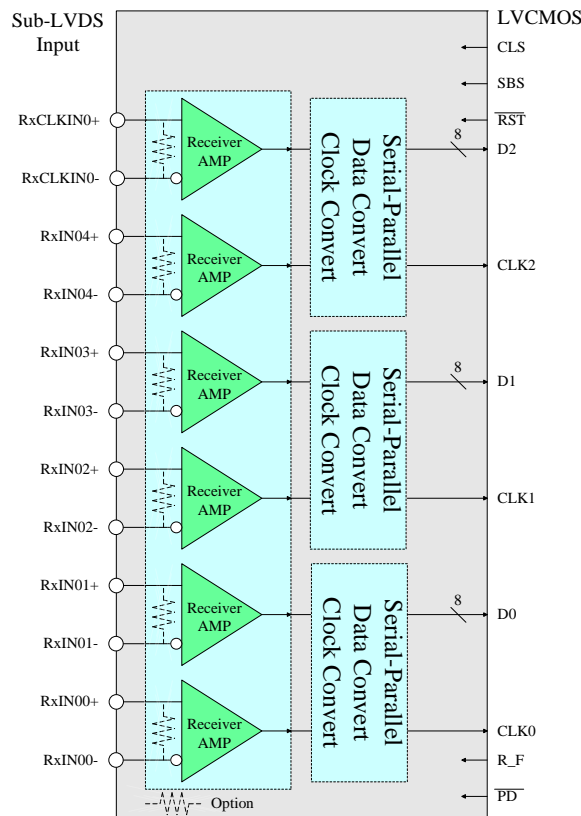 Sub-LVDS
Input
LVCMOS
CLS
SBS
RST
RxCLKIN0+
Receiver
AMP
RxCLKIN0-
Serial-Parallel
Data Convert
Clock Convert
8
D2
RxIN04+
Receiver
AMP
RxIN04-
CLK2
RxIN03+
Receiver
AMP
RxIN03-
Serial-Parallel
Data Convert
Clock Convert
8
D1
RxIN02+
Receiver
AMP
RxIN02-
CLK1
RxIN01+
Receiver
AMP
RxIN01-
Serial-Parallel
Data Convert
Clock Convert
8
D0
RxIN00+
Receiver
AMP
RxIN00-
CLK0
R_F
PD
Option